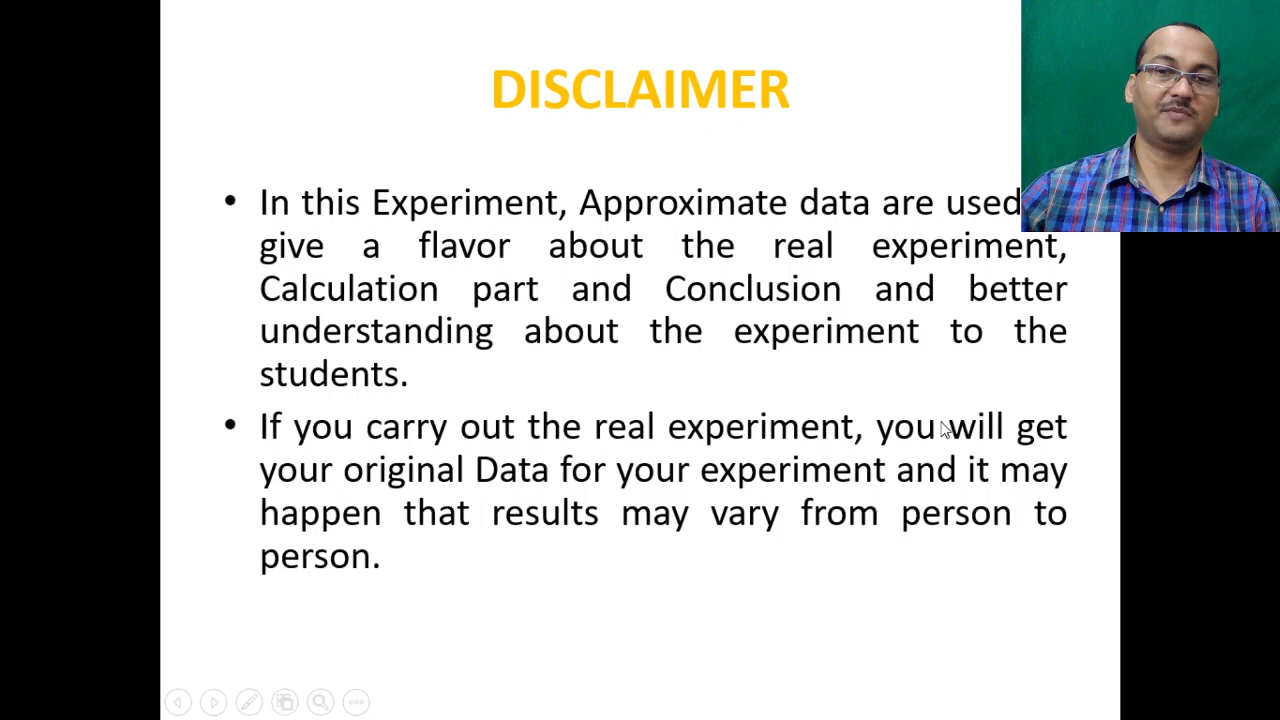 DISCLAIMER
• In this Experiment, Approximate data are used
give a flavor about the real experiment,
Calculation part and Conclusion and better
understanding about the experiment to the
students.
• If you carry out the real experiment, you will get
your original Data for your experiment and it may
happen that results may vary from person to
person.